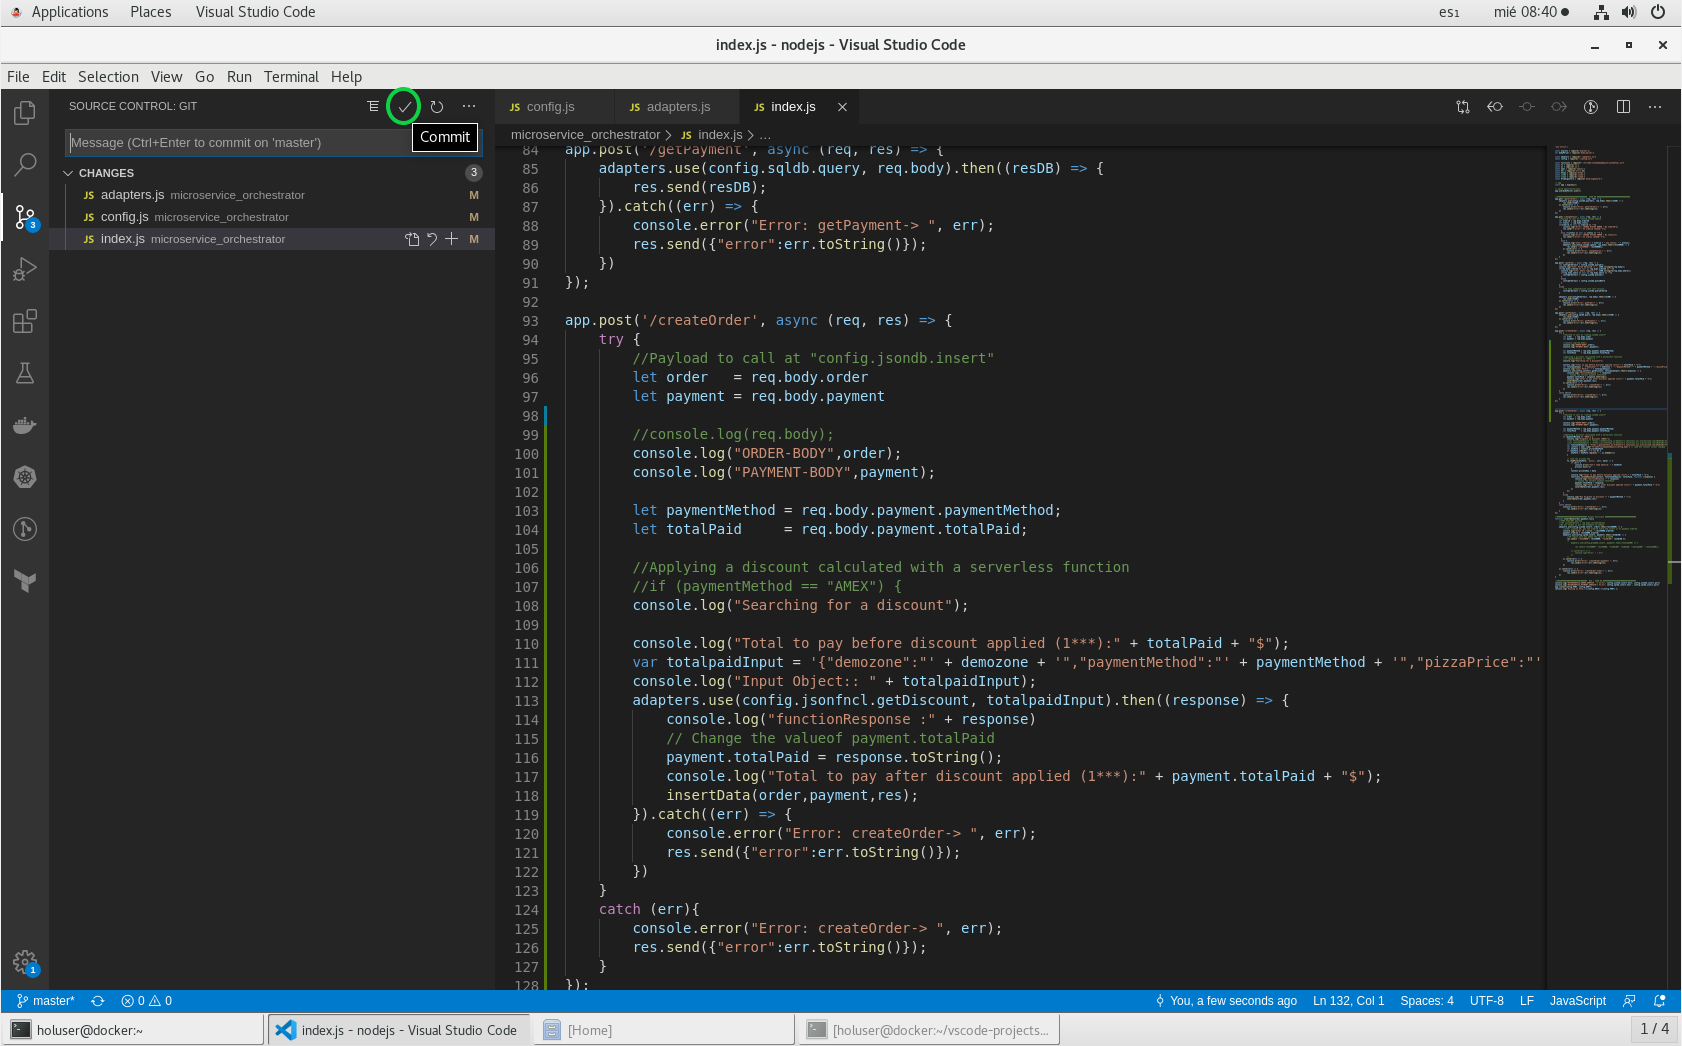 Applications Places Visual Studio Code es1 mié 08:40
index.js - nodejs - Visual Studio Code
File Edit Selection View Go Run Terminal Help
SOURCE CONTROL: GIT
Commit
Message (Ctrl+Enter to commit on 'master')
CHANGES 3
JS adapters.js microservice_orchestrator M
JS config.js microservice_orchestrator M
JS index.js microservice_orchestrator M
3
1
JS config.js JS adapters.js JS index.js
microservice_orchestrator > JS index.js > ...
84 app.post('/getPayment', async (req, res) => {
85 adapters.use(config.sqldb.query, req.body).then((resDB) => {
86 res.send(resDB);
87 }).catch((err) => {
88 console.error("Error: getPayment-> ", err);
89 res.send({"error":err.toString()});
90 })
91 });
92
93 app.post('/createOrder', async (req, res) => {
94 try {
95 //Payload to call at "config.jsondb.insert"
96 let order   = req.body.order
97 let payment = req.body.payment
98
99 //console.log(req.body);
100 console.log("ORDER-BODY",order);
101 console.log("PAYMENT-BODY",payment);
102
103 let paymentMethod = req.body.payment.paymentMethod;
104 let totalPaid     = req.body.payment.totalPaid;
105
106 //Applying a discount calculated with a serverless function
107 //if (paymentMethod == "AMEX") {
108 console.log("Searching for a discount");
109
110 console.log("Total to pay before discount applied (1***):" + totalPaid + "$");
111 var totalpaidInput = '{"demozone":"' + demozone + '","paymentMethod":"' + paymentMethod + '","pizzaPrice":"'
112 console.log("Input Object:: " + totalpaidInput);
113 adapters.use(config.jsonfncl.getDiscount, totalpaidInput).then((response) => {
114 console.log("functionResponse :" + response)
115 // Change the valueof payment.totalPaid
116 payment.totalPaid = response.toString();
117 console.log("Total to pay after discount applied (1***):" + payment.totalPaid + "$");
118 insertData(order,payment,res);
119 }).catch((err) => {
120 console.error("Error: createOrder-> ", err);
121 res.send({"error":err.toString()});
122 })
123 }
124 catch (err){
125 console.error("Error: createOrder-> ", err);
126 res.send({"error":err.toString()});
127 }
128 });
master* 0 0 You, a few seconds ago Ln 132, Col 1 Spaces: 4 UTF-8 LF JavaScript
holuser@docker:~ index.js - nodejs - Visual Studio Code [Home] [holuser@docker:~/vscode-projects... 1 / 4